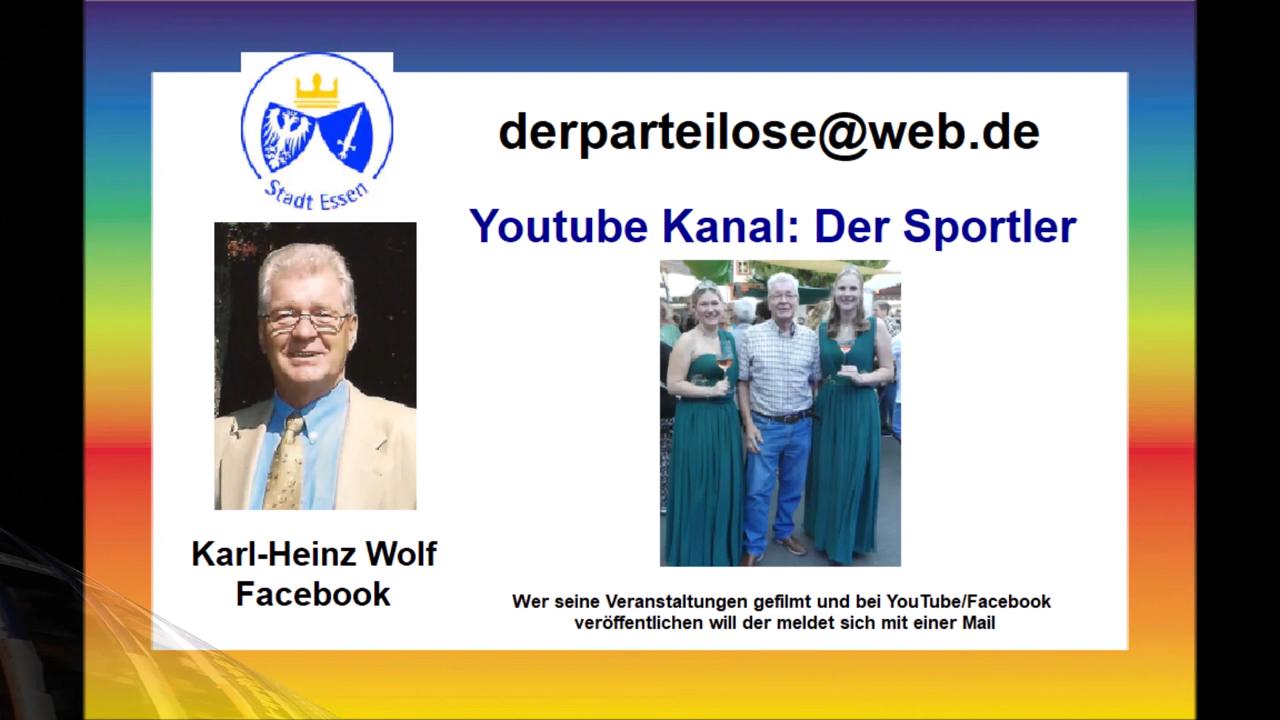 Stadt Essen
derparteilose@web.de
Youtube Kanal: Der Sportler
Karl-Heinz Wolf
Facebook
Wer seine Veranstaltungen gefilmt und bei YouTube/Facebook
veröffentlichen will der meldet sich mit einer Mail